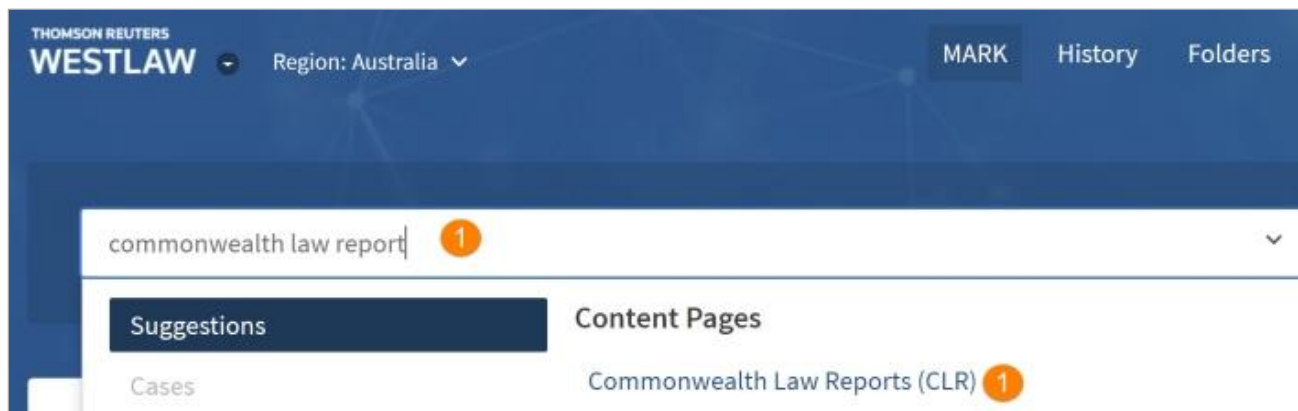 THOMSON REUTERS
WESTLAW Region: Australia MARK History Folders
commonwealth law report 1
Suggestions Content Pages
Cases Commonwealth Law Reports (CLR) 1